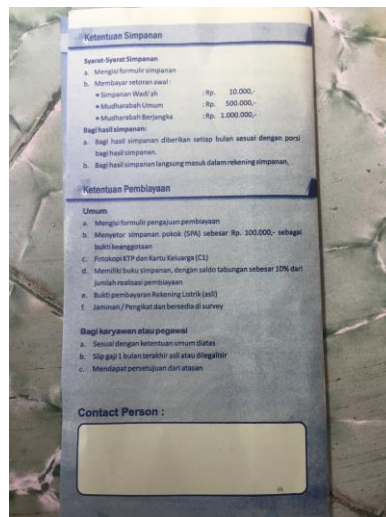 Ketentuan Simpanan
Syarat-Syarat Simpanan
a. Mengisi formulir simpanan
b. Membayar setoran awal :
* Simpanan Wadi'ah : Rp. 10.000,-
* Mudharabah Umum : Rp. 500.000,-
* Mudharabah Berjangka : Rp. 1.000.000,-
Bagi hasil simpanan:
a. Bagi hasil simpanan diberikan setiap bulan sesuai dengan porsi
bagi hasil simpanan.
b. Bagi hasil simpanan langsung masuk dalam rekening simpanan.
Ketentuan Pembiayaan
Umum
a. Mengisi formulir pengajuan pembiayaan
b. Menyetor simpanan pokok (SPA) sebesar Rp. 100.000,- sebagai
bukti keanggotaan
c. Fotokopi KTP dan Kartu Keluarga (C1)
d. Memiliki buku simpanan, dengan saldo tabungan sebesar 10% dari
jumlah realisasi pembiayaan
e. Bukti pembayaran Rekening Listrik (asli)
f. Jaminan / Pengikat dan bersedia di survey
Bagi karyawan atau pegawai
a. Sesuai dengan ketentuan umum diatas
b. Slip gaji 1 bulan terakhir asli atau dilegalisir
c. Mendapat persetujuan dari atasan
Contact Person :